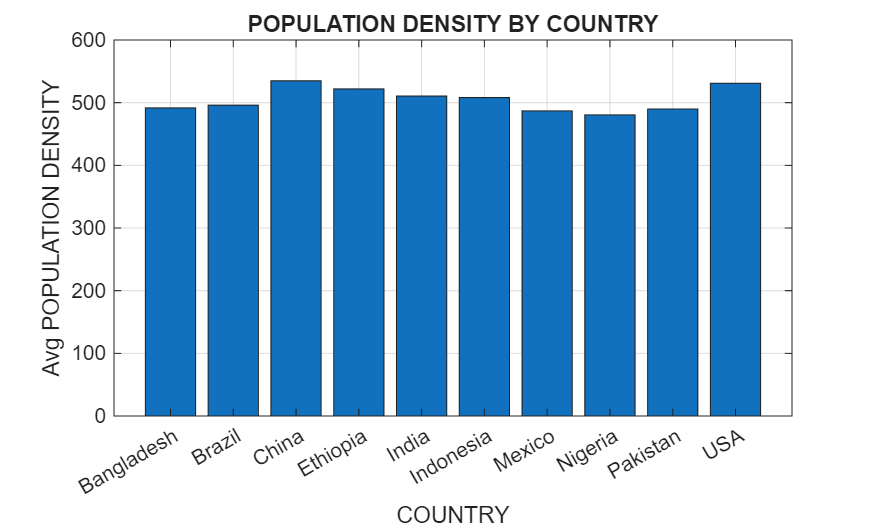 POPULATION DENSITY BY COUNTRY
Avg POPULATION DENSITY
600
500
400
300
200
100
0
Bangladesh
Brazil
China
Ethiopia
India
Indonesia
Mexico
Nigeria
Pakistan
USA
COUNTRY